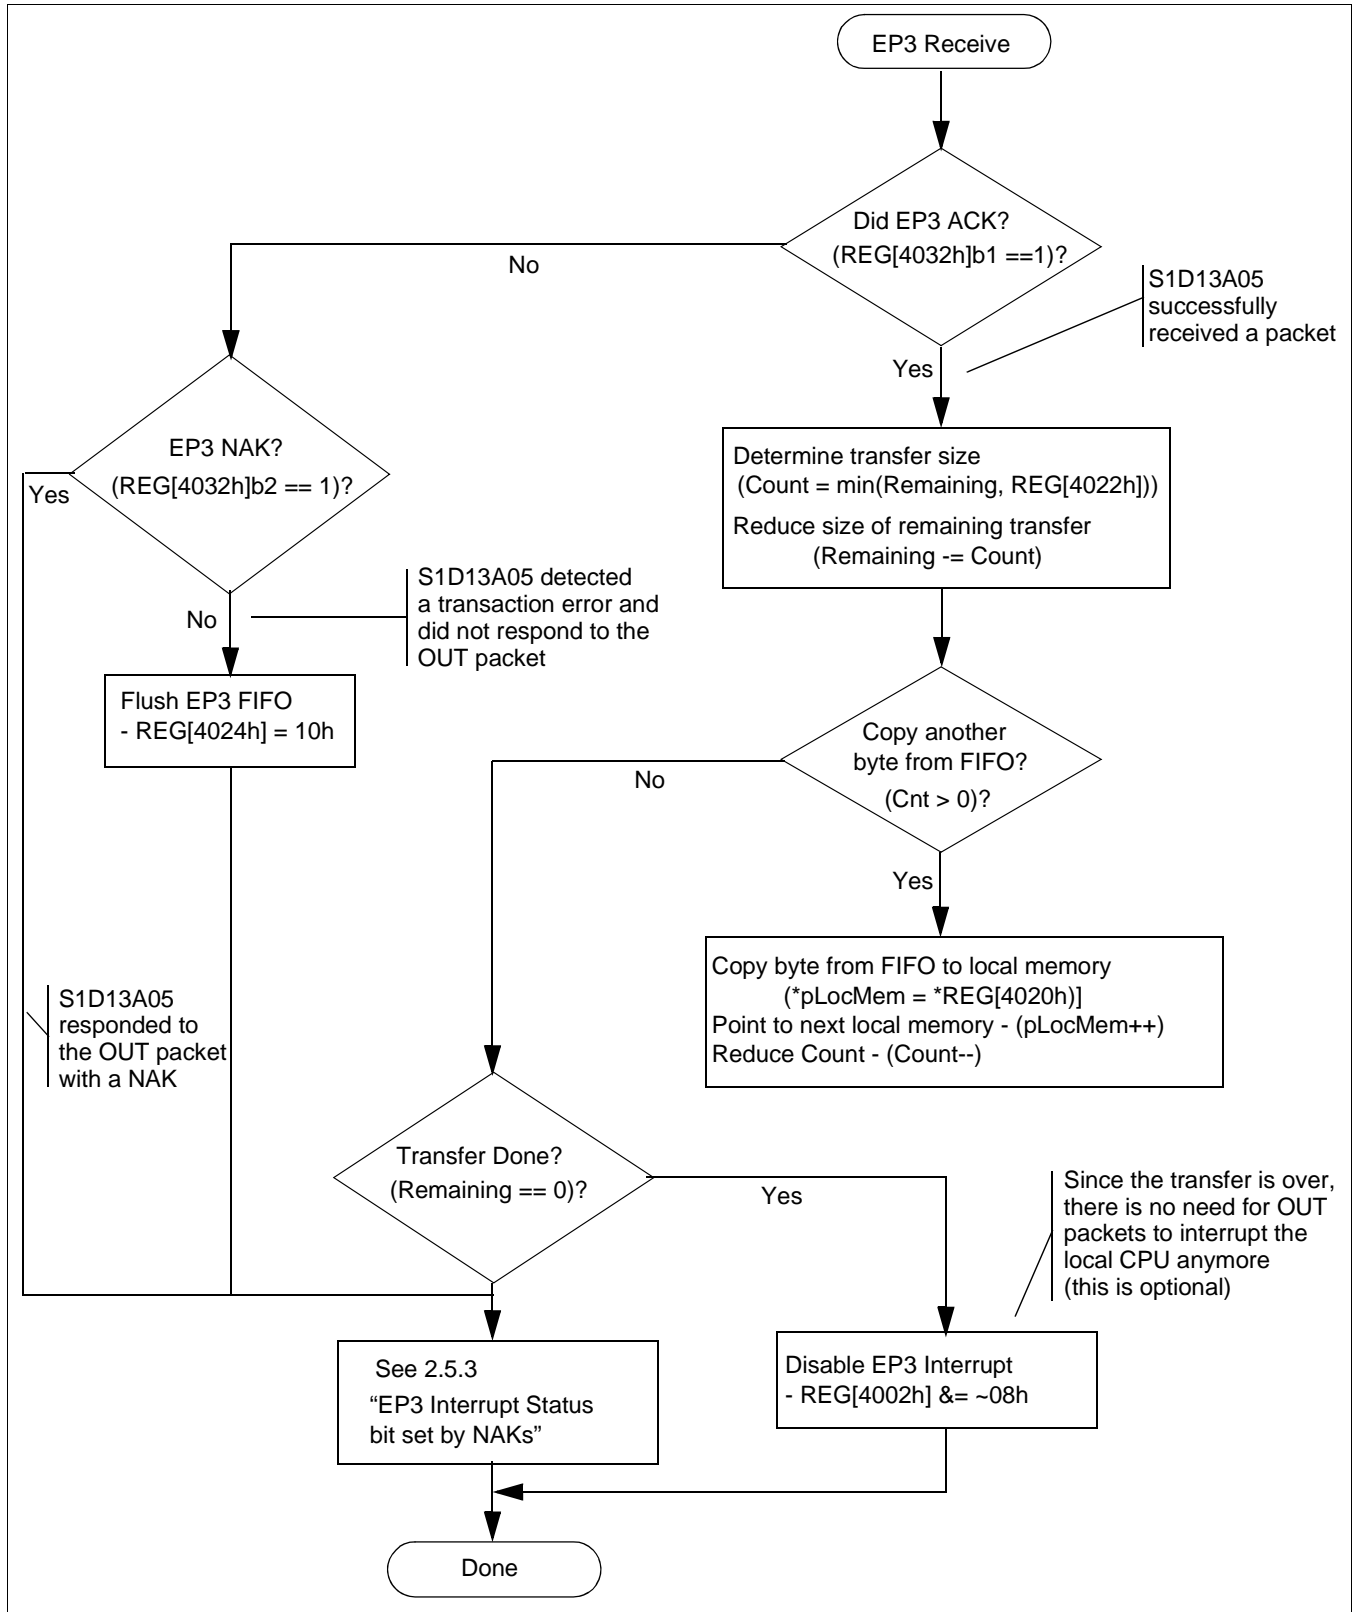 EP3 Receive
Did EP3 ACK?
(REG[4032h]b1 ==1)?
No
S1D13A05
successfully
received a packet
Yes
EP3 NAK?
(REG[4032h]b2 == 1)?
Yes
Determine transfer size
(Count = min(Remaining, REG[4022h]))
Reduce size of remaining transfer
(Remaining -= Count)
S1D13A05 detected
a transaction error and
did not respond to the
OUT packet
No
Flush EP3 FIFO
- REG[4024h] = 10h
Copy another
byte from FIFO?
(Cnt > 0)?
No
Yes
Copy byte from FIFO to local memory
(*pLocMem = *REG[4020h)]
Point to next local memory - (pLocMem++)
Reduce Count - (Count--)
S1D13A05
responded to
the OUT packet
with a NAK
Transfer Done?
(Remaining == 0)?
Yes
Since the transfer is over,
there is no need for OUT
packets to interrupt the
local CPU anymore
(this is optional)
See 2.5.3
“EP3 Interrupt Status
bit set by NAKs”
Disable EP3 Interrupt
- REG[4002h] &= ~08h
Done